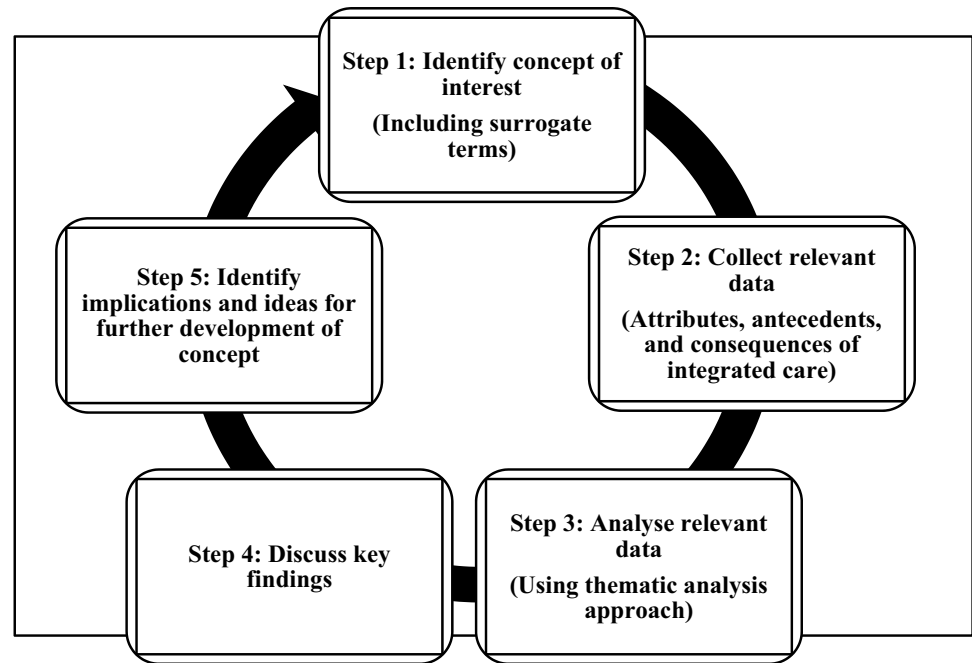 Step 1: Identify concept of
interest
(Including surrogate
terms)
Step 2: Collect relevant
data
(Attributes, antecedents,
and consequences of
integrated care)
Step 3: Analyse relevant
data
(Using thematic analysis
approach)
Step 4: Discuss key
findings
Step 5: Identify
implications and ideas for
further development of
concept